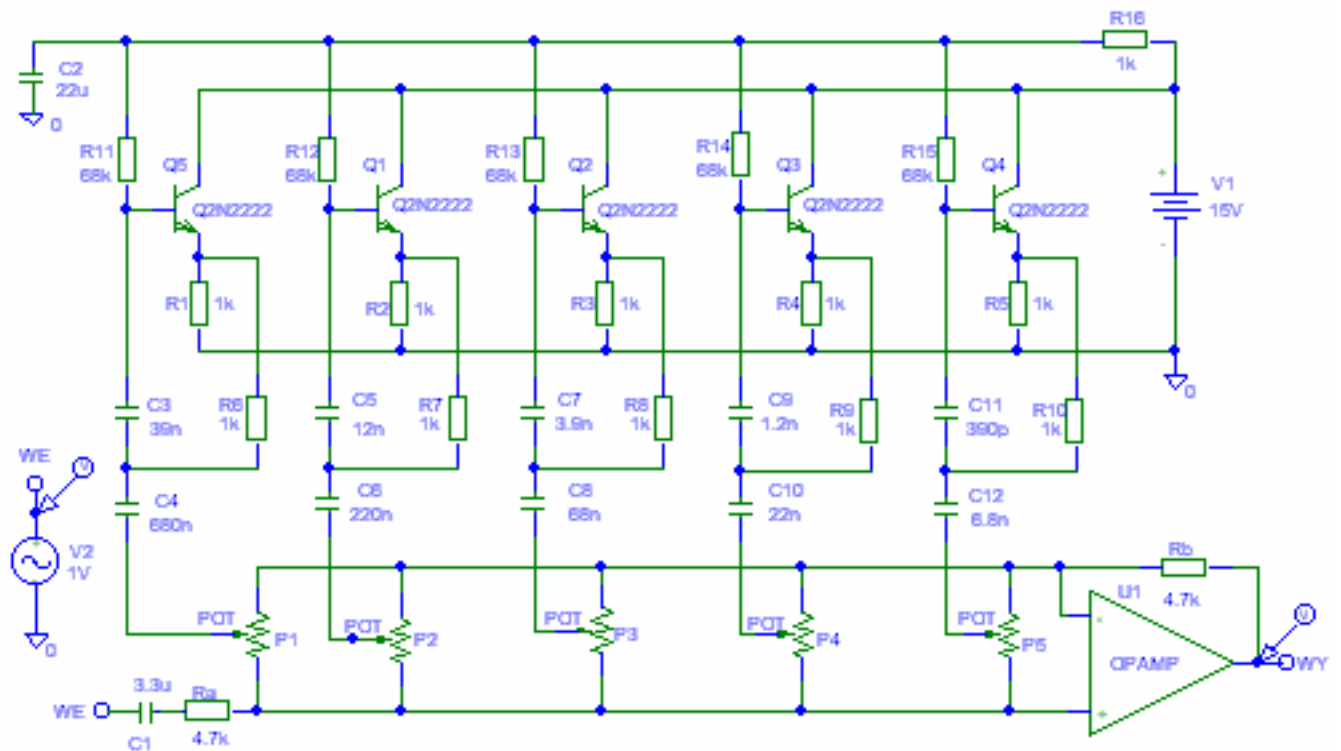 R16
1k
C2
22u
0
R11
68k
Q5
Q2N2222
R12
68k
Q1
Q2N2222
R13
68k
Q2
Q2N2222
R14
68k
Q3
Q2N2222
R15
68k
Q4
Q2N2222
+
V1
15V
-
R1
1k
R2
1k
R3
1k
R4
1k
R5
1k
0
C3
39n
R6
1k
C5
12n
R7
1k
C7
3.9n
R8
1k
C9
1.2n
R9
1k
C11
390p
R10
1k
WE
V
C4
680n
C6
220n
C8
68n
C10
22n
C12
6.8n
V2
1V
0
Rb
4.7k
U1
V
POT
P1
POT
P2
POT
P3
POT
P4
POT
P5
-
OPAMP
+
WY
WE
3.3u
C1
Ra
4.7k